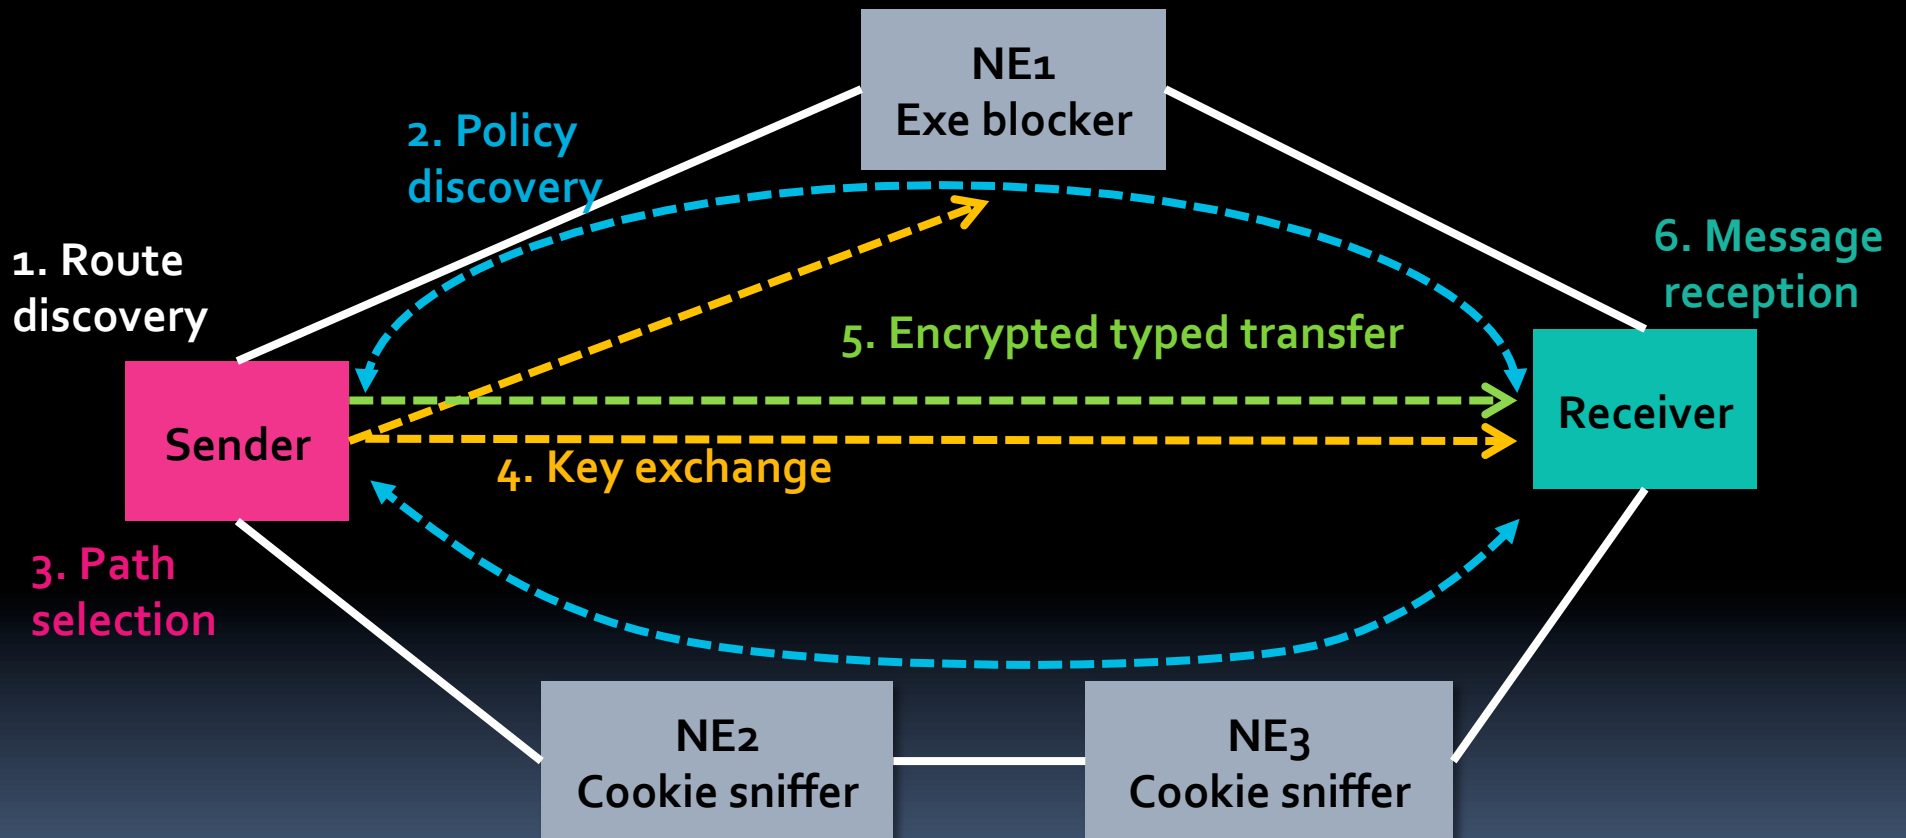 NE1
Exe blocker
2. Policy
discovery
1. Route
discovery
6. Message
reception
5. Encrypted typed transfer
Sender
Receiver
4. Key exchange
3. Path
selection
NE2
Cookie sniffer
NE3
Cookie sniffer